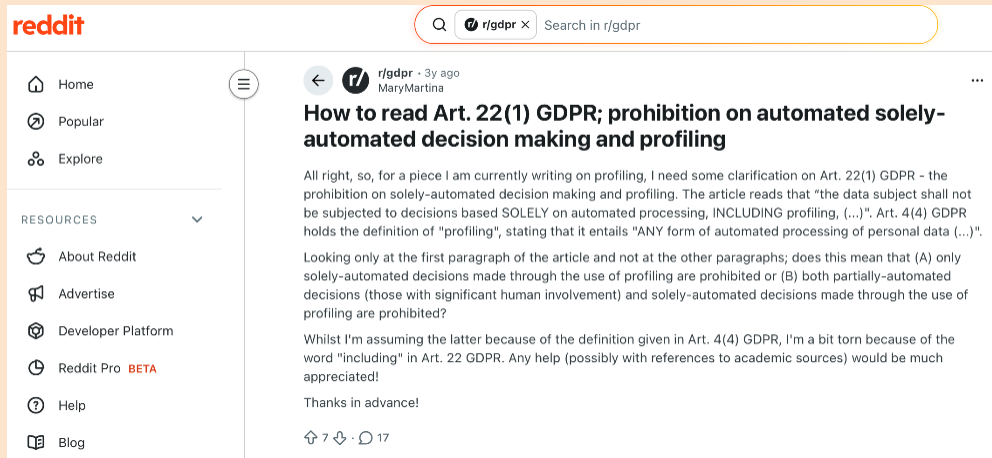 reddit
r/gdpr
Search in r/gdpr
Home
Popular
Explore
RESOURCES
About Reddit
Advertise
Developer Platform
Reddit Pro BETA
Help
Blog
r/gdpr • 3y ago
MaryMartina
How to read Art. 22(1) GDPR; prohibition on automated solely-
automated decision making and profiling
All right, so, for a piece I am currently writing on profiling, I need some clarification on Art. 22(1) GDPR - the
prohibition on solely-automated decision making and profiling. The article reads that “the data subject shall not
be subjected to decisions based SOLELY on automated processing, INCLUDING profiling, (...)". Art. 4(4) GDPR
holds the definition of "profiling", stating that it entails "ANY form of automated processing of personal data (...)".
Looking only at the first paragraph of the article and not at the other paragraphs; does this mean that (A) only
solely-automated decisions made through the use of profiling are prohibited or (B) both partially-automated
decisions (those with significant human involvement) and solely-automated decisions made through the use of
profiling are prohibited?
Whilst I'm assuming the latter because of the definition given in Art. 4(4) GDPR, I'm a bit torn because of the
word "including" in Art. 22 GDPR. Any help (possibly with references to academic sources) would be much
appreciated!
Thanks in advance!
7 · 17